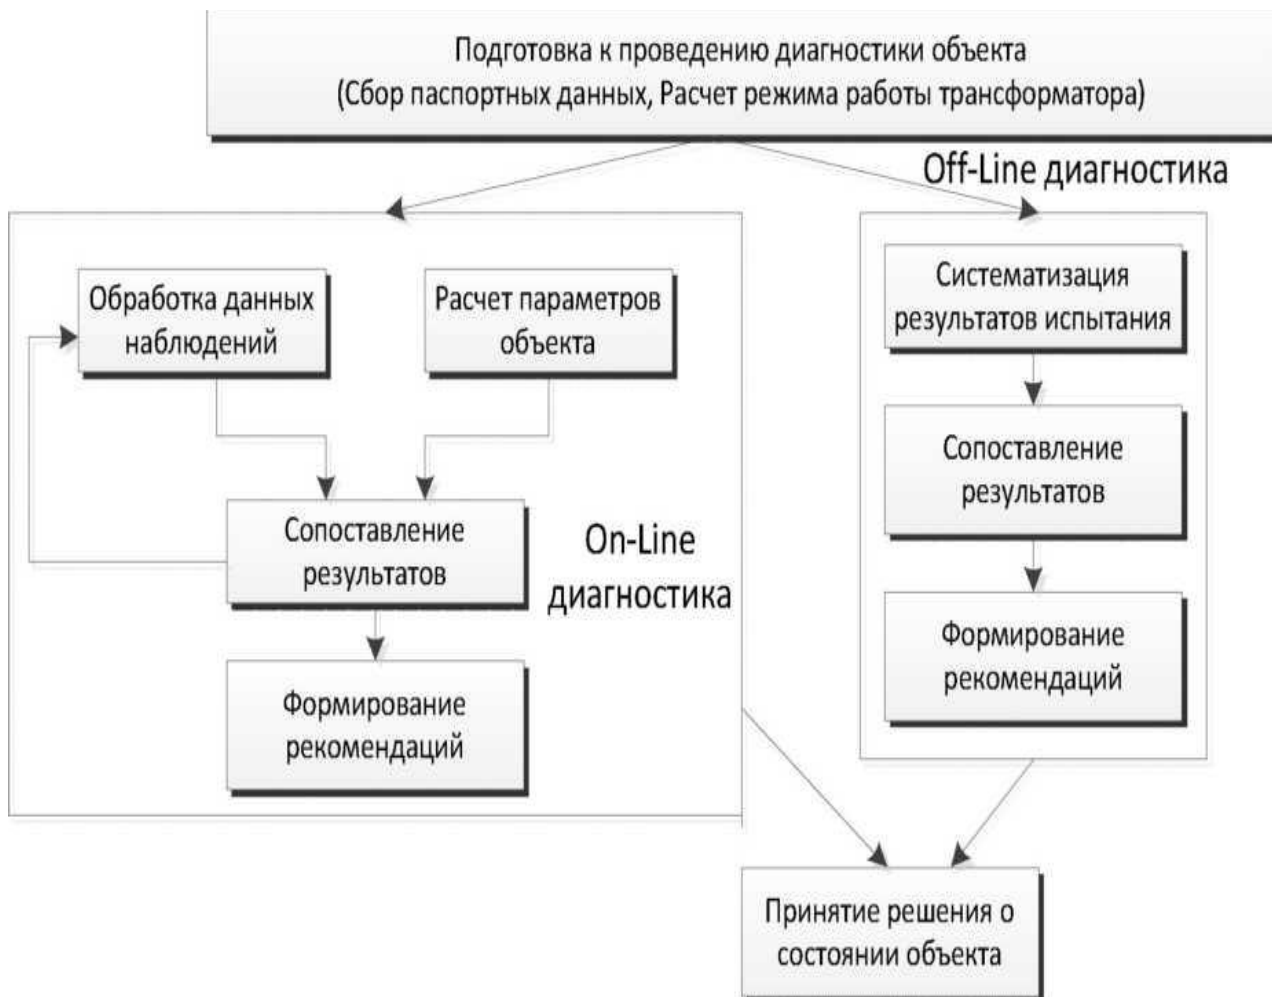 Подготовка к проведению диагностики объекта
(Сбор паспортных данных, Расчет режима работы трансформатора)
Off-Line диагностика
Обработка данных
наблюдений
Расчет параметров
объекта
Сопоставление
результатов
On-Line
диагностика
Формирование
рекомендаций
Систематизация
результатов испытания
Сопоставление
результатов
Формирование
рекомендаций
Принятие решения о
состоянии объекта